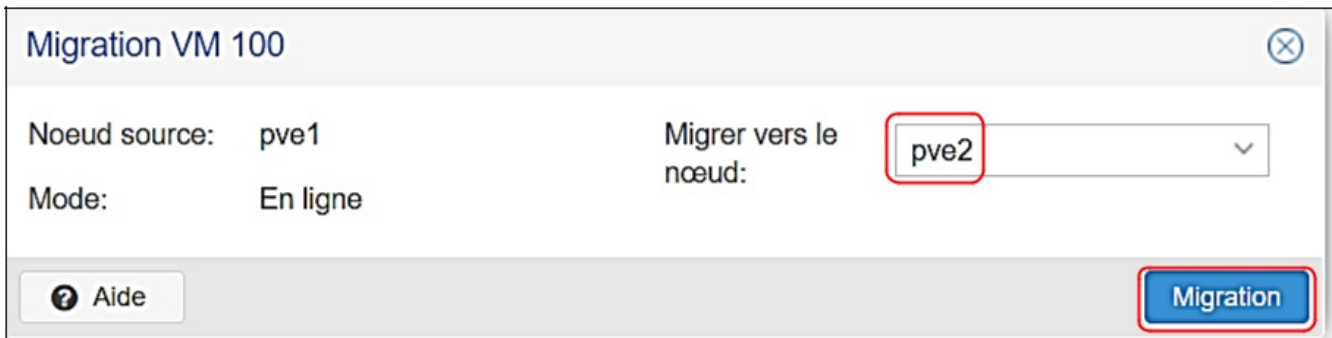 Migration VM 100
Noeud source: pve1
Migrer vers le
nœud:
pve2
Mode: En ligne
Aide
Migration